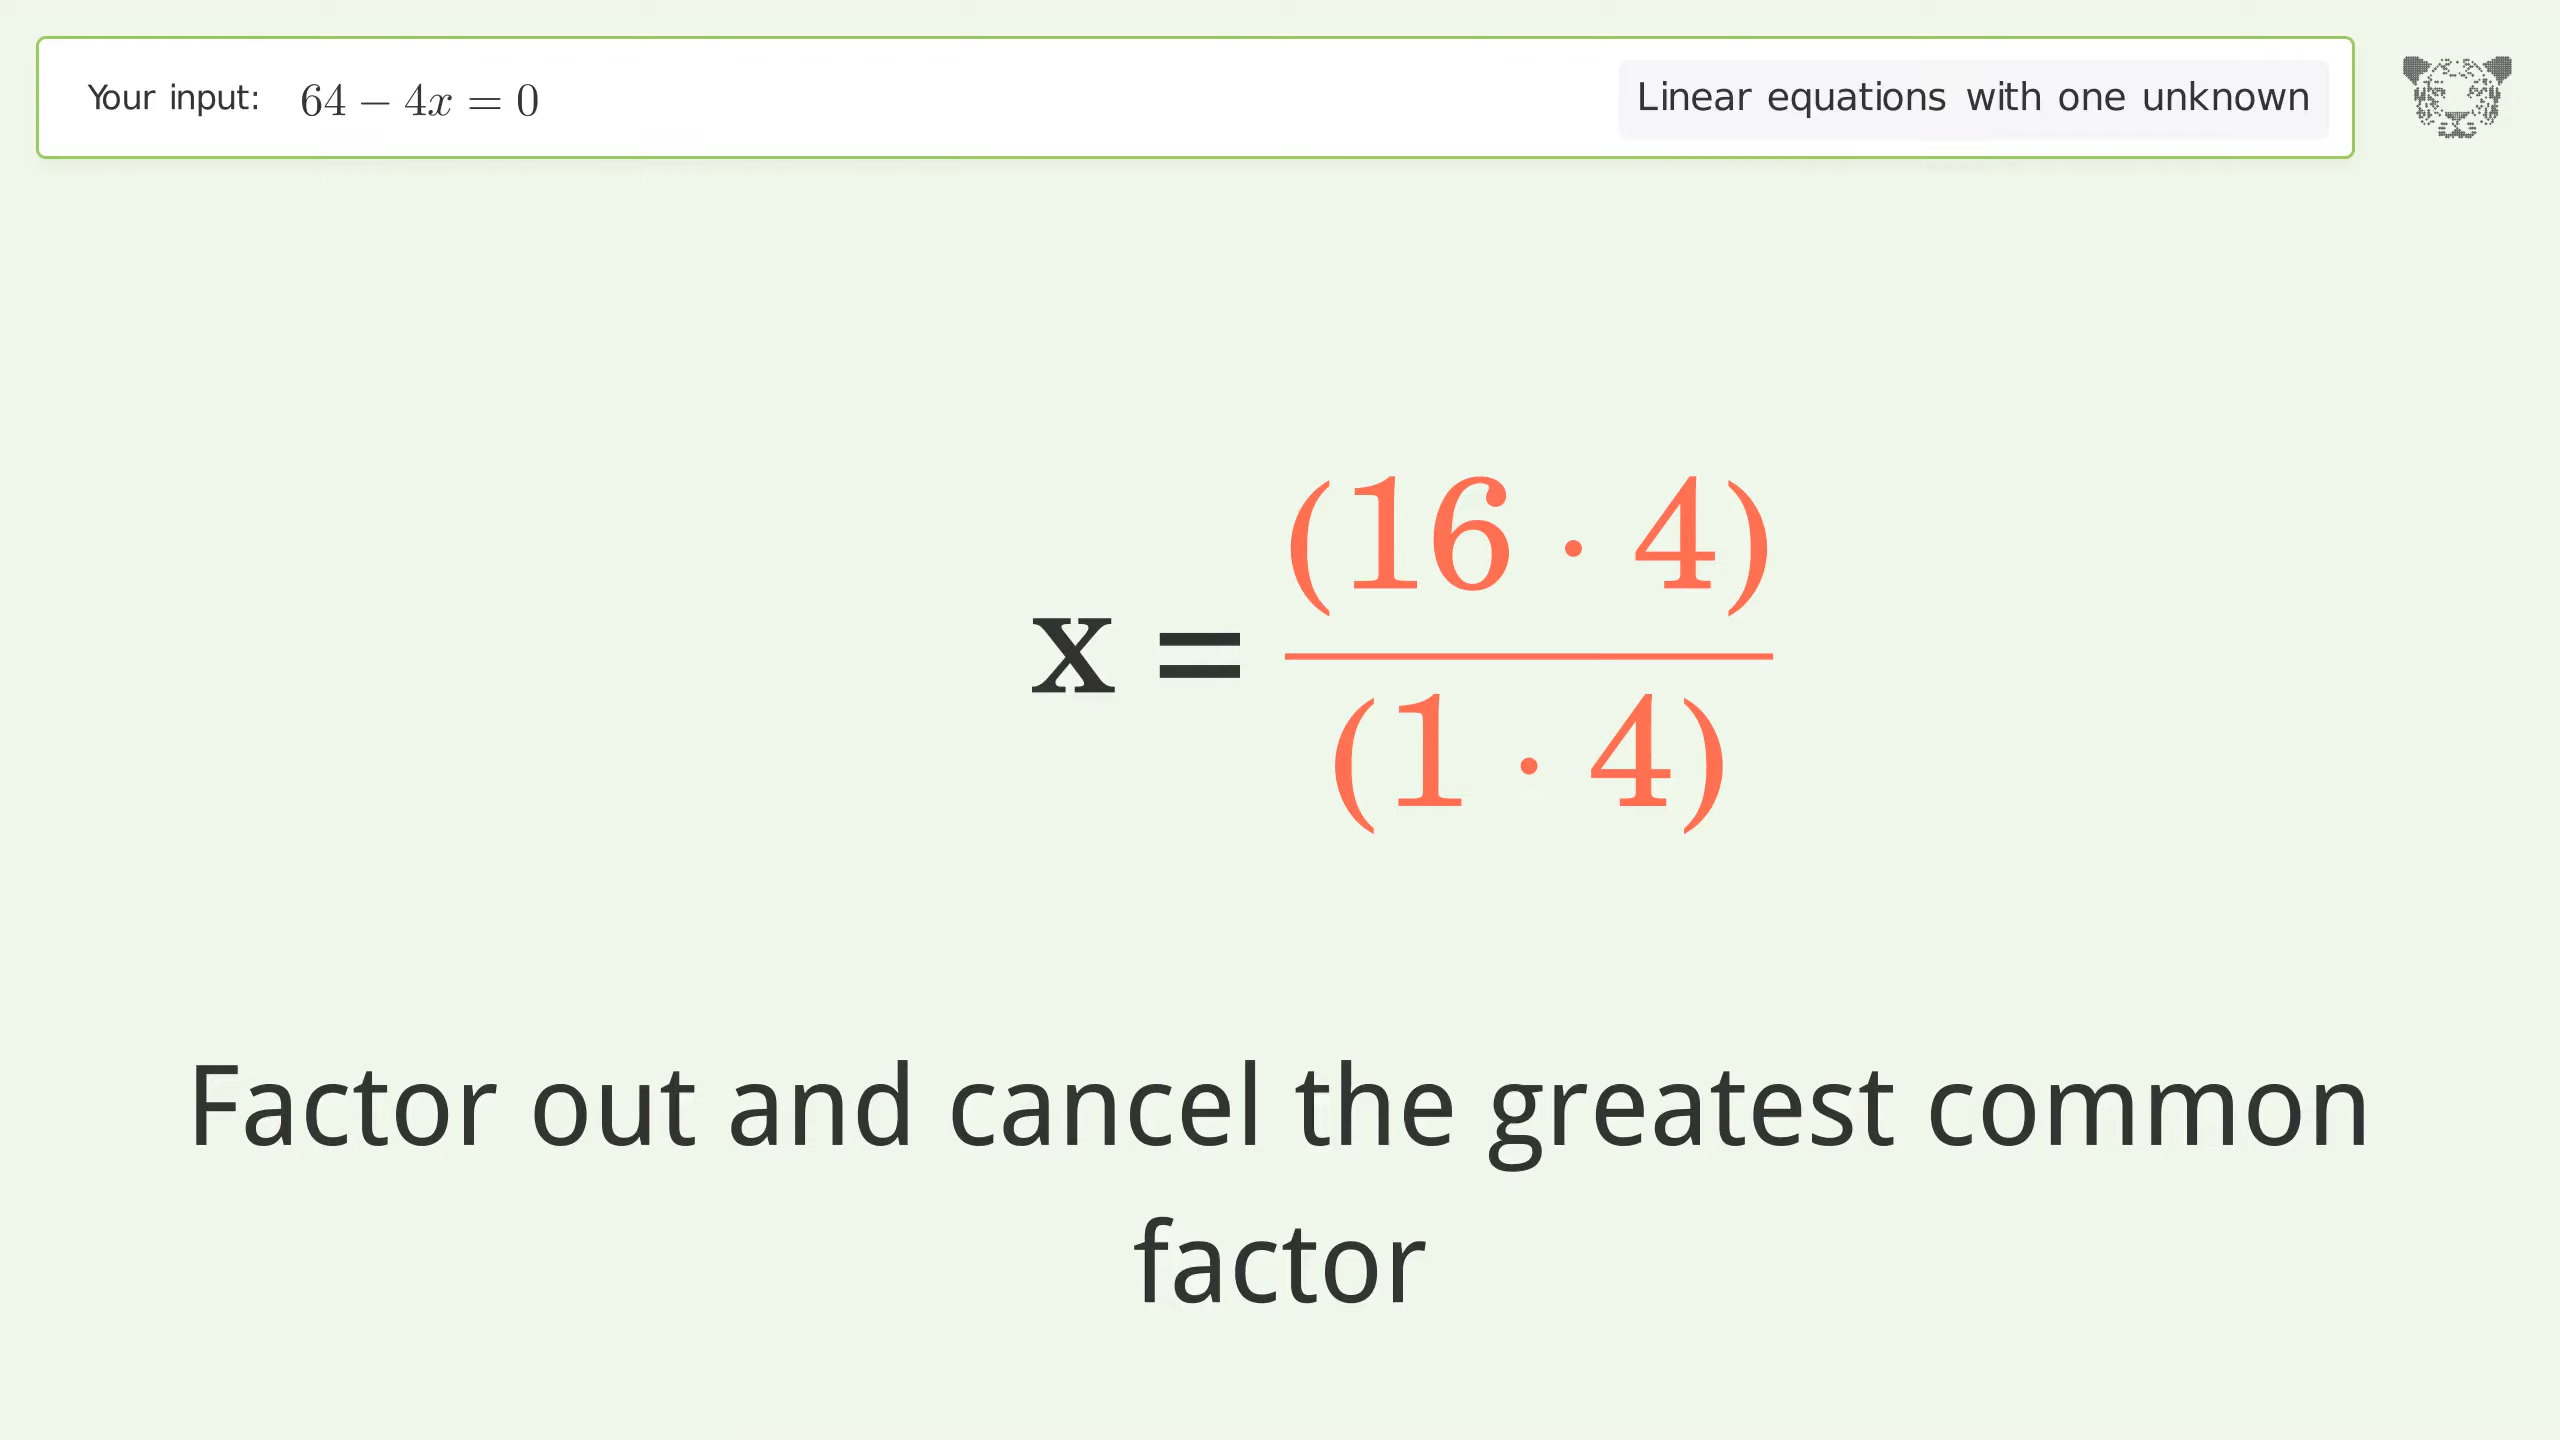 Your input: 64 − 4x = 0
Linear equations with one unknown
x = (16 · 4) / (1 · 4)
Factor out and cancel the greatest common
factor